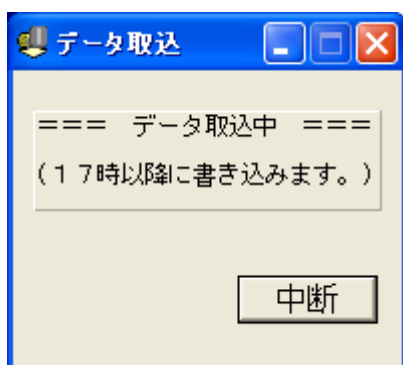 データ取込
=== データ取込中 ===
(17時以降に書き込みます。)
中断